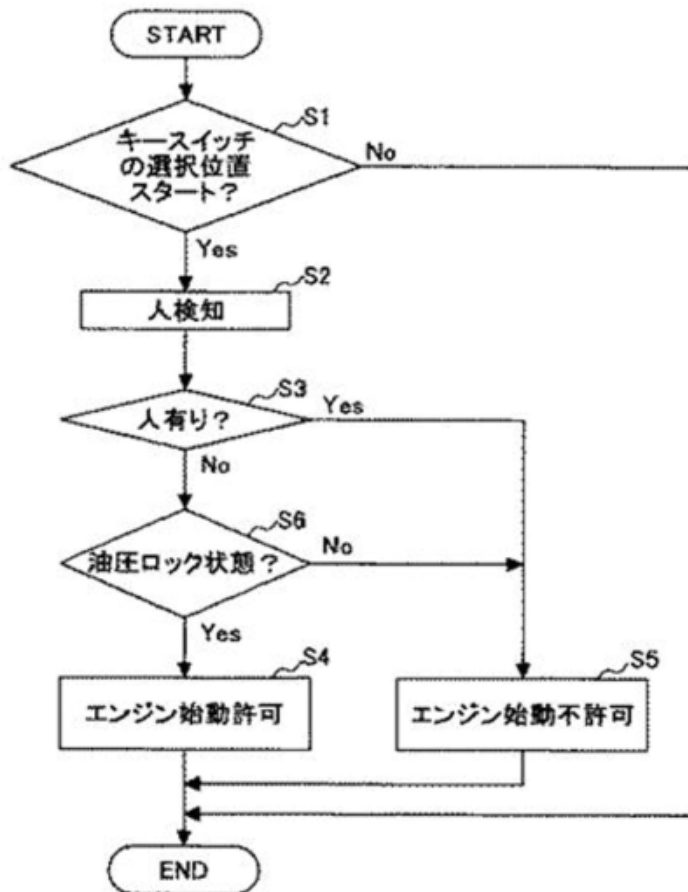 START
S1
キースイッチ
の選択位置
スタート?
No
Yes
S2
人検知
S3
人有り?
Yes
No
S6
油圧ロック状態?
No
Yes
S4
エンジン始動許可
S5
エンジン始動不許可
END